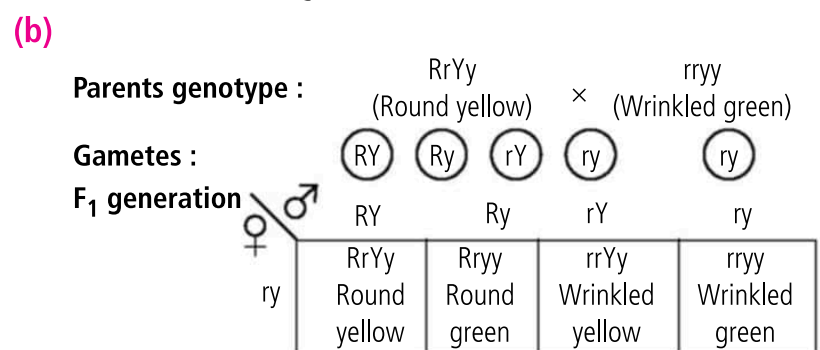 (b)
Parents genotype : RrYy × rryy
(Round yellow) (Wrinkled green)
Gametes : RY Ry rY ry ry
F₁ generation ♂ RY Ry rY ry
♀
ry RrYy Rryy rrYy rryy
Round Round Wrinkled Wrinkled
yellow green yellow green